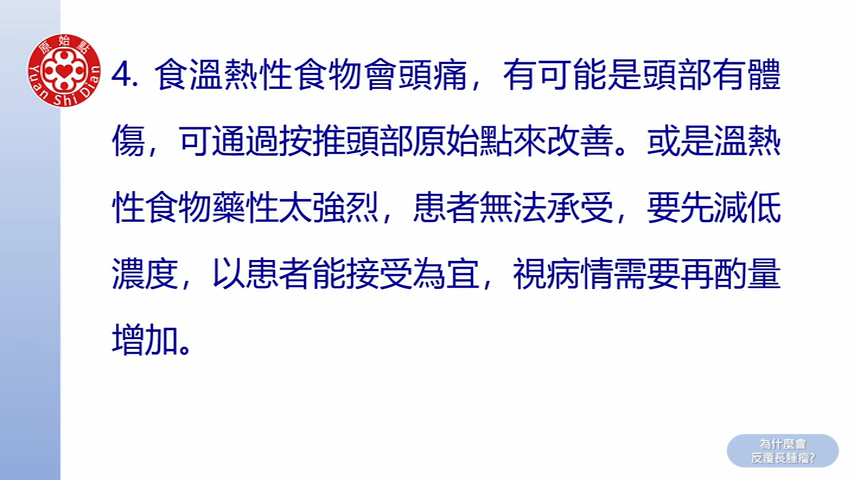 原始點
Yuan Shi Dian
4. 食溫熱性食物會頭痛，有可能是頭部有體
傷，可通過按推頭部原始點來改善。或是溫熱
性食物藥性太強烈，患者無法承受，要先減低
濃度，以患者能接受為宜，視病情需要再酌量
增加。
為什麼會
反覆長腫瘤?